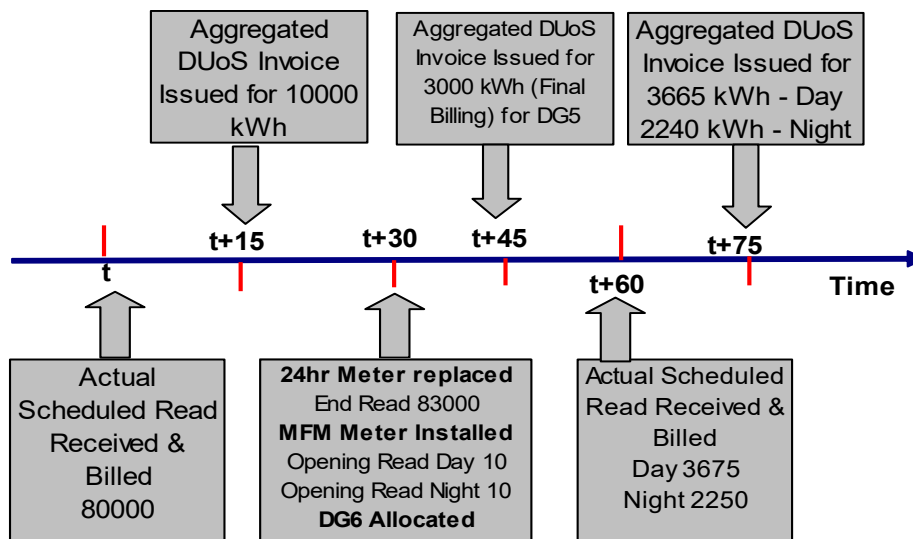 Aggregated
DUoS Invoice
Issued for 10000
kWh
Aggregated DUoS
Invoice Issued for
3000 kWh (Final
Billing) for DG5
Aggregated DUoS
Invoice Issued for
3665 kWh - Day
2240 kWh - Night
t
t+15
t+30
t+45
t+60
t+75
Time
Actual
Scheduled Read
Received &
Billed
80000
24hr Meter replaced
End Read 83000
MFM Meter Installed
Opening Read Day 10
Opening Read Night 10
DG6 Allocated
Actual Scheduled
Read Received &
Billed
Day 3675
Night 2250